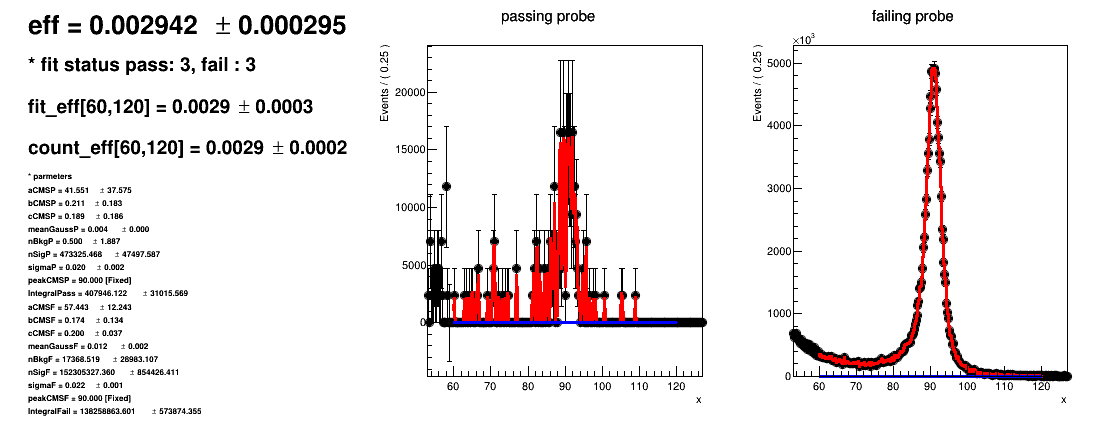 eff = 0.002942 ± 0.000295
* fit status pass: 3, fail : 3
fit_eff[60,120] = 0.0029 ± 0.0003
count_eff[60,120] = 0.0029 ± 0.0002
* parmeters
aCMSP = 41.551 ± 37.575
bCMSP = 0.211 ± 0.183
cCMSP = 0.189 ± 0.186
meanGaussP = 0.004 ± 0.000
nBkgP = 0.500 ± 1.887
nSigP = 473325.468 ± 47497.587
sigmaP = 0.020 ± 0.002
peakCMSP = 90.000 [Fixed]
IntegralPass = 407946.122 ± 31015.569
aCMSF = 57.443 ± 12.243
bCMSF = 0.174 ± 0.134
cCMSF = 0.200 ± 0.037
meanGaussF = 0.012 ± 0.002
nBkgF = 17368.519 ± 28983.107
nSigF = 152305327.360 ± 854426.411
sigmaF = 0.022 ± 0.001
peakCMSF = 90.000 [Fixed]
IntegralFail = 138258863.601 ± 573874.355
passing probe
Events / ( 0.25 )
20000
15000
10000
5000
0
60 70 80 90 100 110 120
x
failing probe
×10³
Events / ( 0.25 )
5000
4000
3000
2000
1000
0
60 70 80 90 100 110 120
x